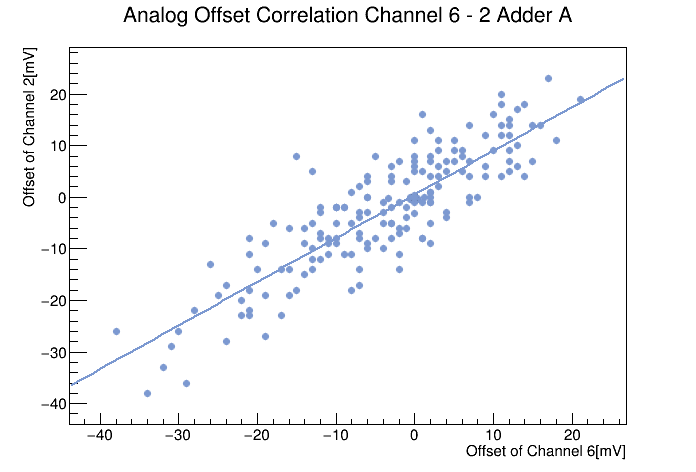 Analog Offset Correlation Channel 6 - 2 Adder A
Offset of Channel 2[mV]
20
10
0
−10
−20
−30
−40
−40 −30 −20 −10 0 10 20
Offset of Channel 6[mV]